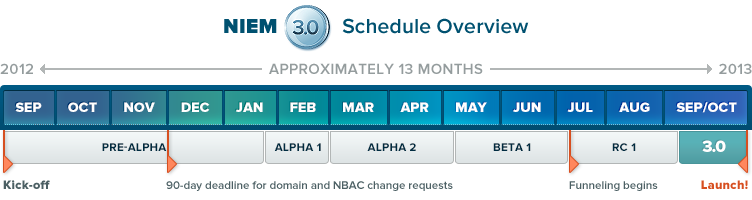 NIEM 3.0 Schedule Overview
2012 APPROXIMATELY 13 MONTHS 2013
SEP OCT NOV DEC JAN FEB MAR APR MAY JUN JUL AUG SEP/OCT
PRE-ALPHA ALPHA 1 ALPHA 2 BETA 1 RC 1 3.0
Kick-off 90-day deadline for domain and NBAC change requests Funneling begins Launch!